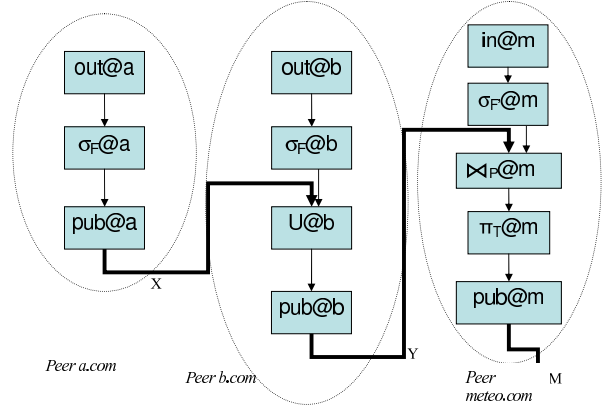 out@a
out@b
in@m
σF@a
σF@b
σF'@m
⋈P@m
pub@a
U@b
πT@m
X
pub@b
pub@m
Y
Peer a.com
Peer b.com
Peer
meteo.com
M